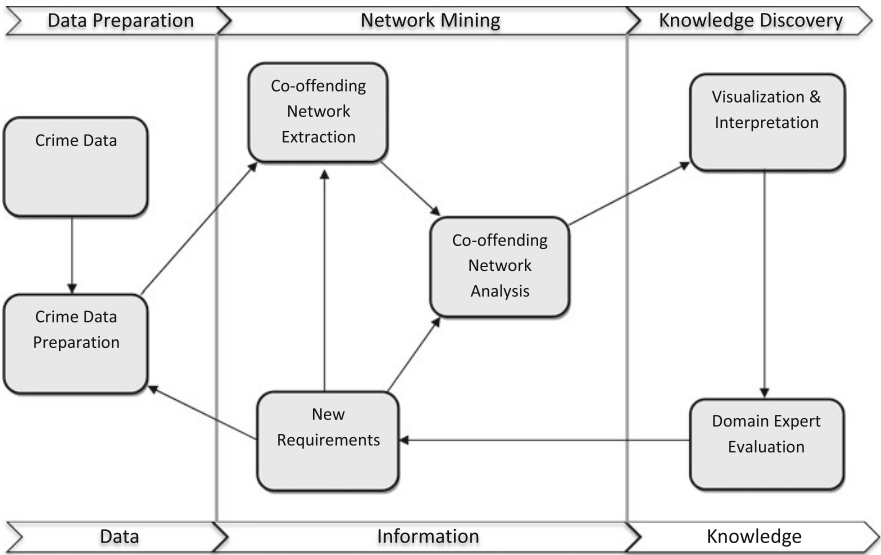 Data Preparation
Network Mining
Knowledge Discovery
Crime Data
Crime Data
Preparation
Co-offending
Network
Extraction
Co-offending
Network
Analysis
New
Requirements
Visualization &
Interpretation
Domain Expert
Evaluation
Data
Information
Knowledge